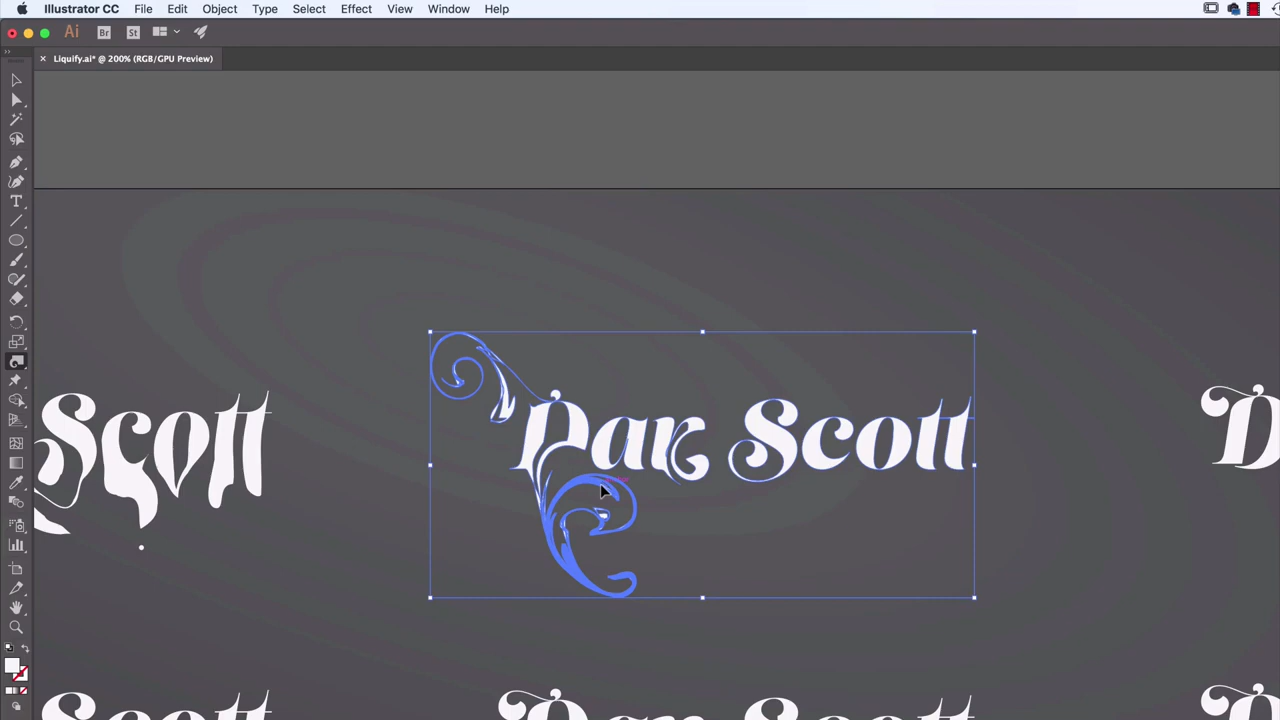 Illustrator CC File Edit Object Type Select Effect View Window Help
Ai Br St
Liquify.ai* @ 200% (RGB/GPU Preview)
Scott
Dan Scott
D